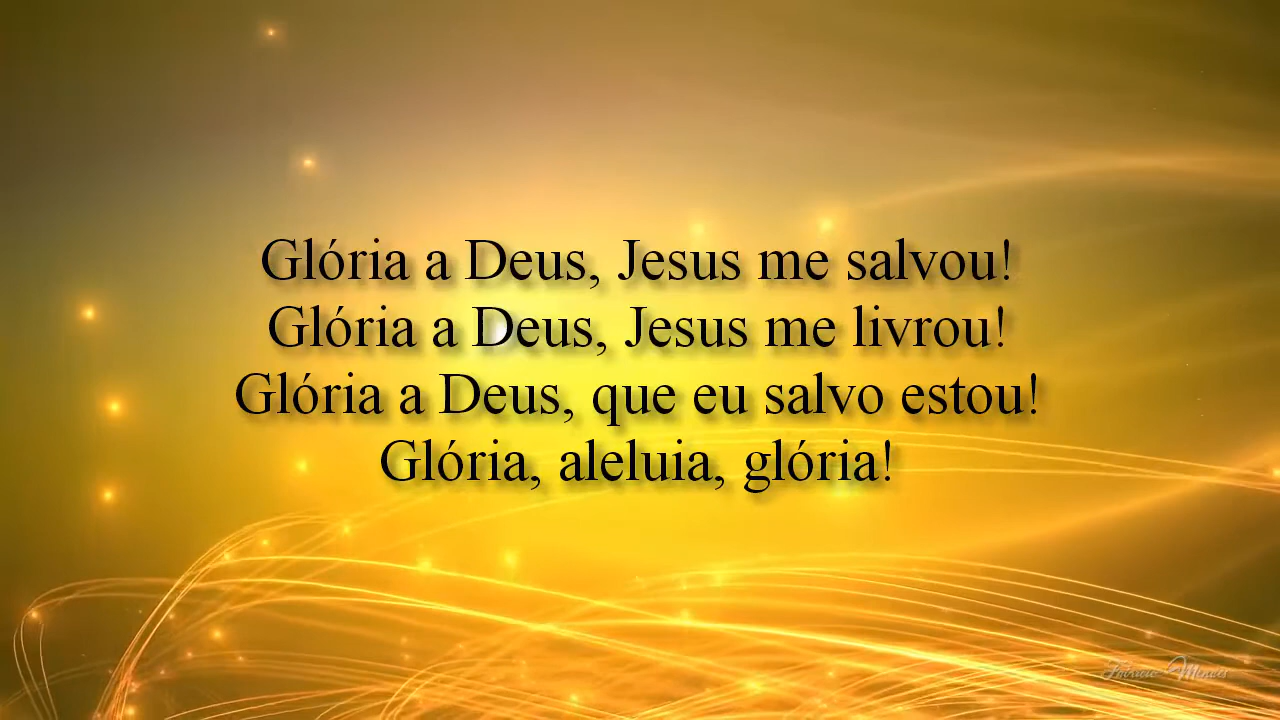 Glória a Deus, Jesus me salvou!
Glória a Deus, Jesus me livrou!
Glória a Deus, que eu salvo estou!
Glória, aleluia, glória!